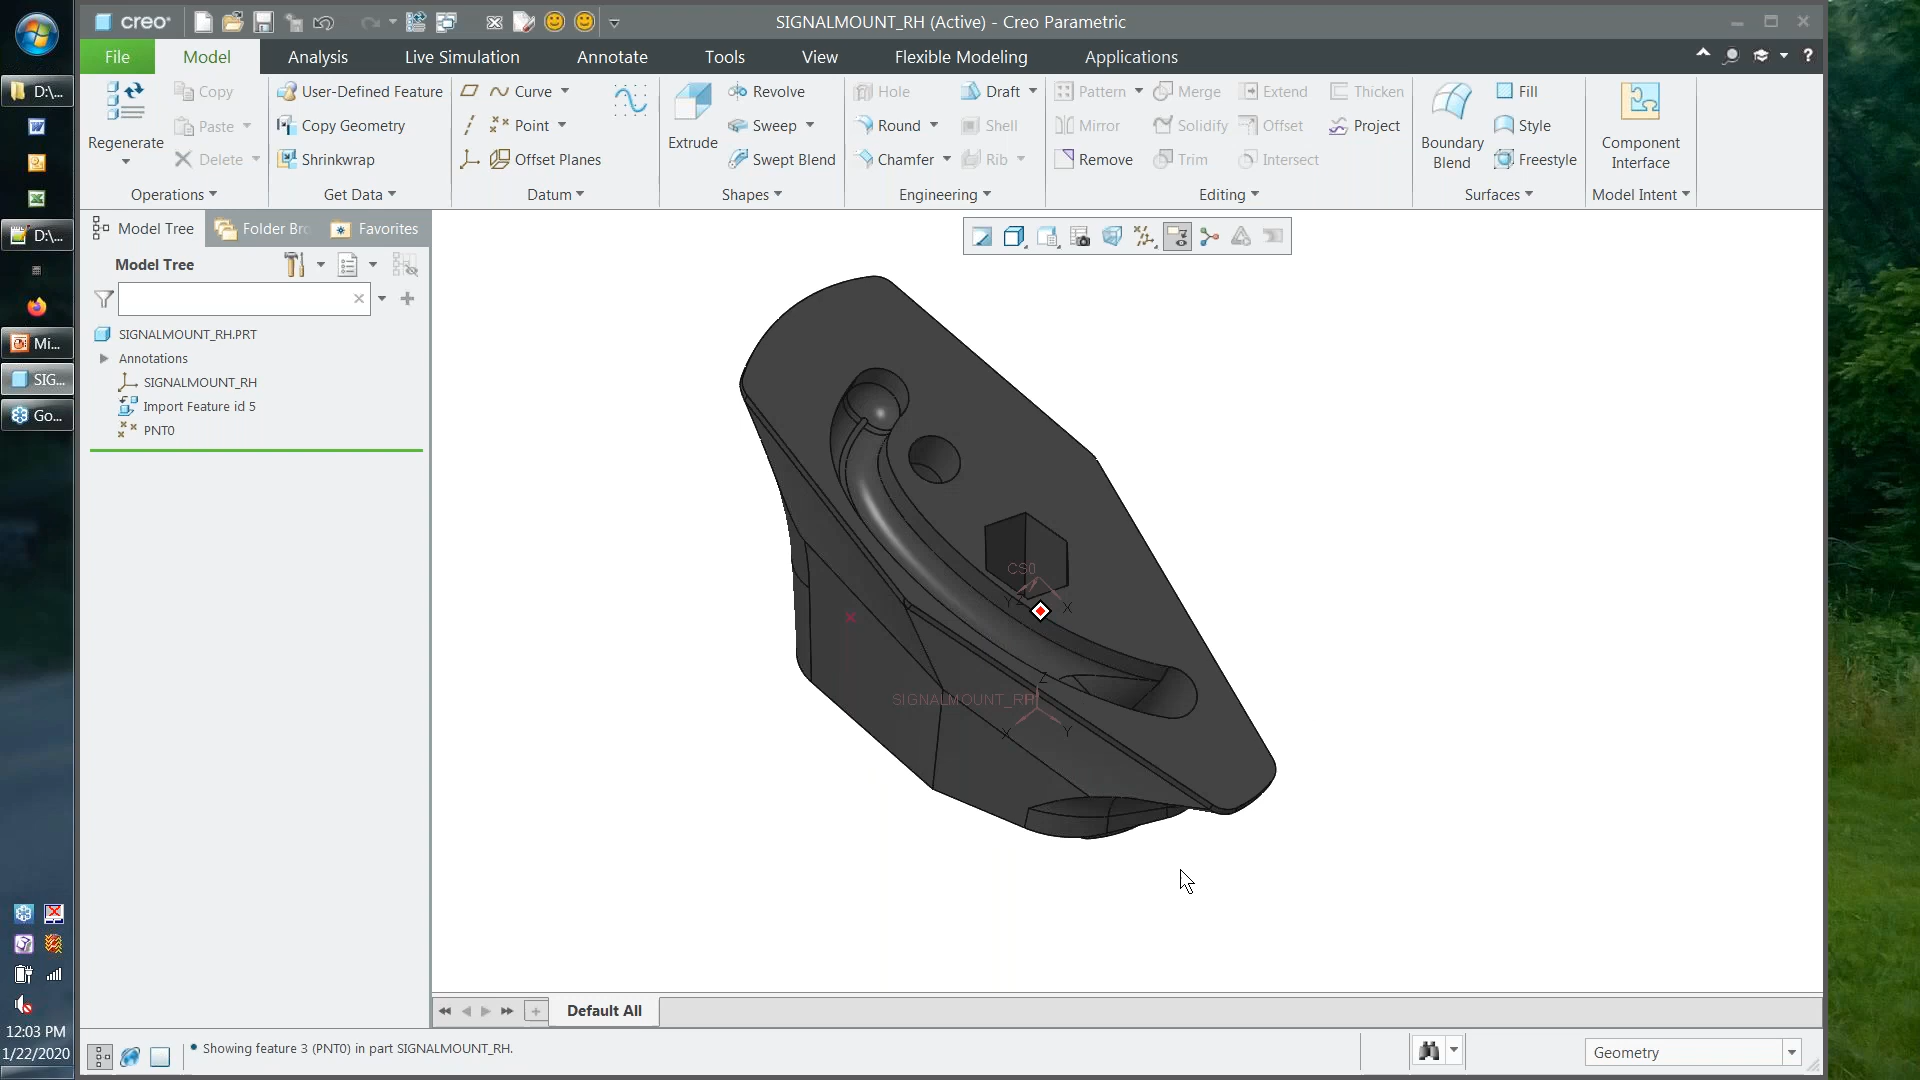 creo
SIGNALMOUNT_RH (Active) - Creo Parametric
File Model Analysis Live Simulation Annotate Tools View Flexible Modeling Applications
Regenerate
Copy
Paste
Delete
Operations
User-Defined Feature
Copy Geometry
Shrinkwrap
Get Data
Curve
Point
Offset Planes
Datum
Extrude
Revolve
Sweep
Swept Blend
Shapes
Hole
Round
Chamfer
Draft
Shell
Rib
Engineering
Pattern
Mirror
Remove
Merge
Solidify
Trim
Extend
Offset
Intersect
Thicken
Project
Editing
Boundary
Blend
Fill
Style
Freestyle
Surfaces
Component
Interface
Model Intent
Model Tree Folder Bro Favorites
Model Tree
SIGNALMOUNT_RH.PRT
Annotations
SIGNALMOUNT_RH
Import Feature id 5
PNT0
CS0
X
Y
Z
SIGNALMOUNT_RH
Z
X
Y
Default All
Showing feature 3 (PNT0) in part SIGNALMOUNT_RH.
Geometry
D:\...
D:\...
Mi...
SIG...
Go...
12:03 PM
1/22/2020